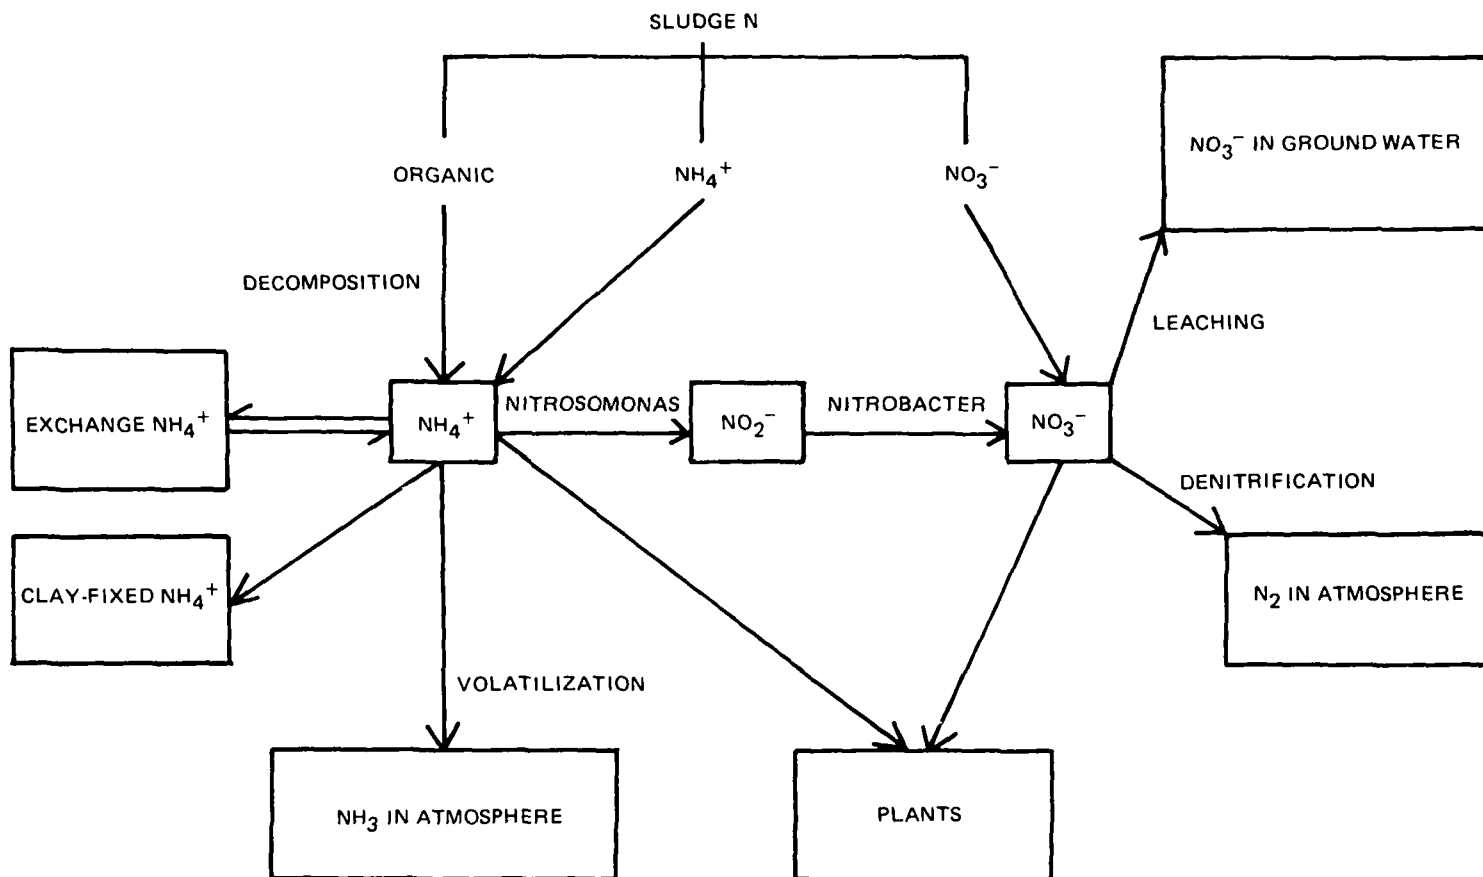 SLUDGE N
ORGANIC
NH₄⁺
NO₃⁻
NO₃⁻ IN GROUND WATER
DECOMPOSITION
LEACHING
EXCHANGE NH₄⁺
NH₄⁺
NITROSOMONAS
NO₂⁻
NITROBACTER
NO₃⁻
DENITRIFICATION
CLAY-FIXED NH₄⁺
N₂ IN ATMOSPHERE
VOLATILIZATION
NH₃ IN ATMOSPHERE
PLANTS